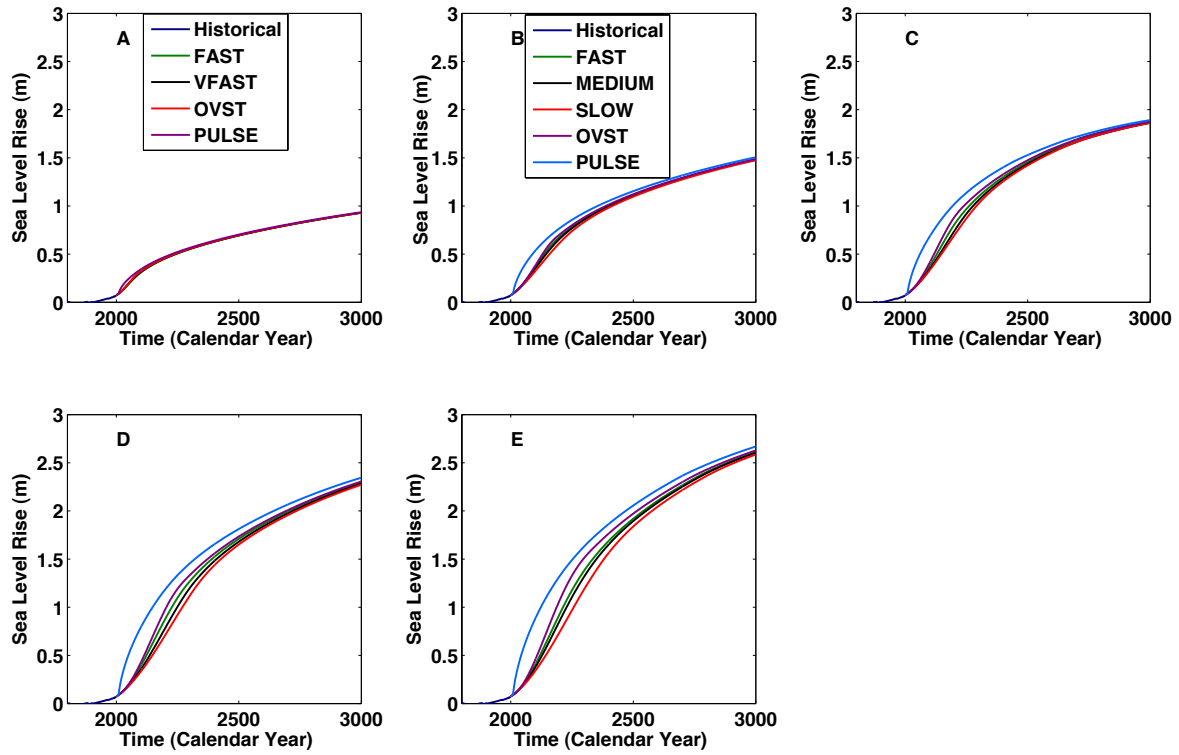 A
Historical
FAST
VFAST
OVST
PULSE
Sea Level Rise (m)
3
2.5
2
1.5
1
0.5
0
2000 2500 3000
Time (Calendar Year)
B
Historical
FAST
MEDIUM
SLOW
OVST
PULSE
Sea Level Rise (m)
3
2.5
2
1.5
1
0.5
0
2000 2500 3000
Time (Calendar Year)
C
Sea Level Rise (m)
3
2.5
2
1.5
1
0.5
0
2000 2500 3000
Time (Calendar Year)
D
Sea Level Rise (m)
3
2.5
2
1.5
1
0.5
0
2000 2500 3000
Time (Calendar Year)
E
Sea Level Rise (m)
3
2.5
2
1.5
1
0.5
0
2000 2500 3000
Time (Calendar Year)